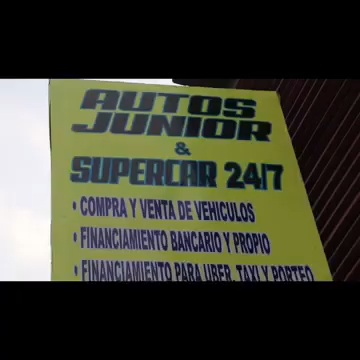 AUTOS
JUNIOR
&
SUPERCAR 24/7
• COMPRA Y VENTA DE VEHICULOS
• FINANCIAMIENTO BANCARIO Y PROPIO
• FINANCIAMIENTO PARA UBER, TAXI Y PORTEO